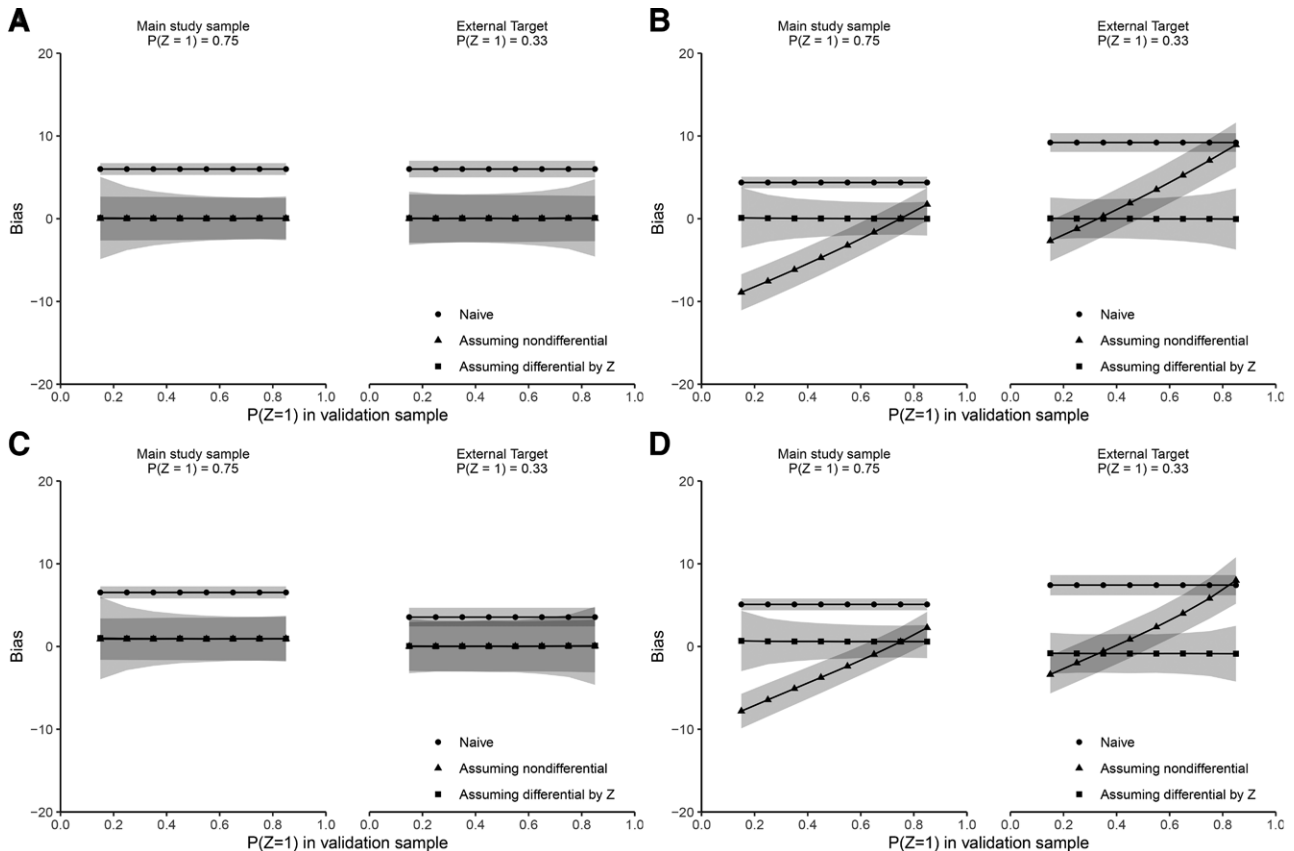 A
Main study sample
P(Z = 1) = 0.75
External Target
P(Z = 1) = 0.33
20
10
0
−10
−20
Bias
Naive
Assuming nondifferential
Assuming differential by Z
0.0 0.2 0.4 0.6 0.8 1.0
0.0 0.2 0.4 0.6 0.8 1.0
P(Z=1) in validation sample
B
Main study sample
P(Z = 1) = 0.75
External Target
P(Z = 1) = 0.33
20
10
0
−10
−20
Bias
Naive
Assuming nondifferential
Assuming differential by Z
0.0 0.2 0.4 0.6 0.8 1.0
0.0 0.2 0.4 0.6 0.8 1.0
P(Z=1) in validation sample
C
Main study sample
P(Z = 1) = 0.75
External Target
P(Z = 1) = 0.33
20
10
0
−10
−20
Bias
Naive
Assuming nondifferential
Assuming differential by Z
0.0 0.2 0.4 0.6 0.8 1.0
0.0 0.2 0.4 0.6 0.8 1.0
P(Z=1) in validation sample
D
Main study sample
P(Z = 1) = 0.75
External Target
P(Z = 1) = 0.33
20
10
0
−10
−20
Bias
Naive
Assuming nondifferential
Assuming differential by Z
0.0 0.2 0.4 0.6 0.8 1.0
0.0 0.2 0.4 0.6 0.8 1.0
P(Z=1) in validation sample